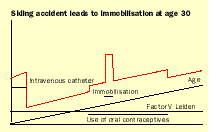 Skiing accident leads to immobilisation at age 30
Intravenous catheter
Age
Immobilisation
Factor V Leiden
Use of oral contraceptives